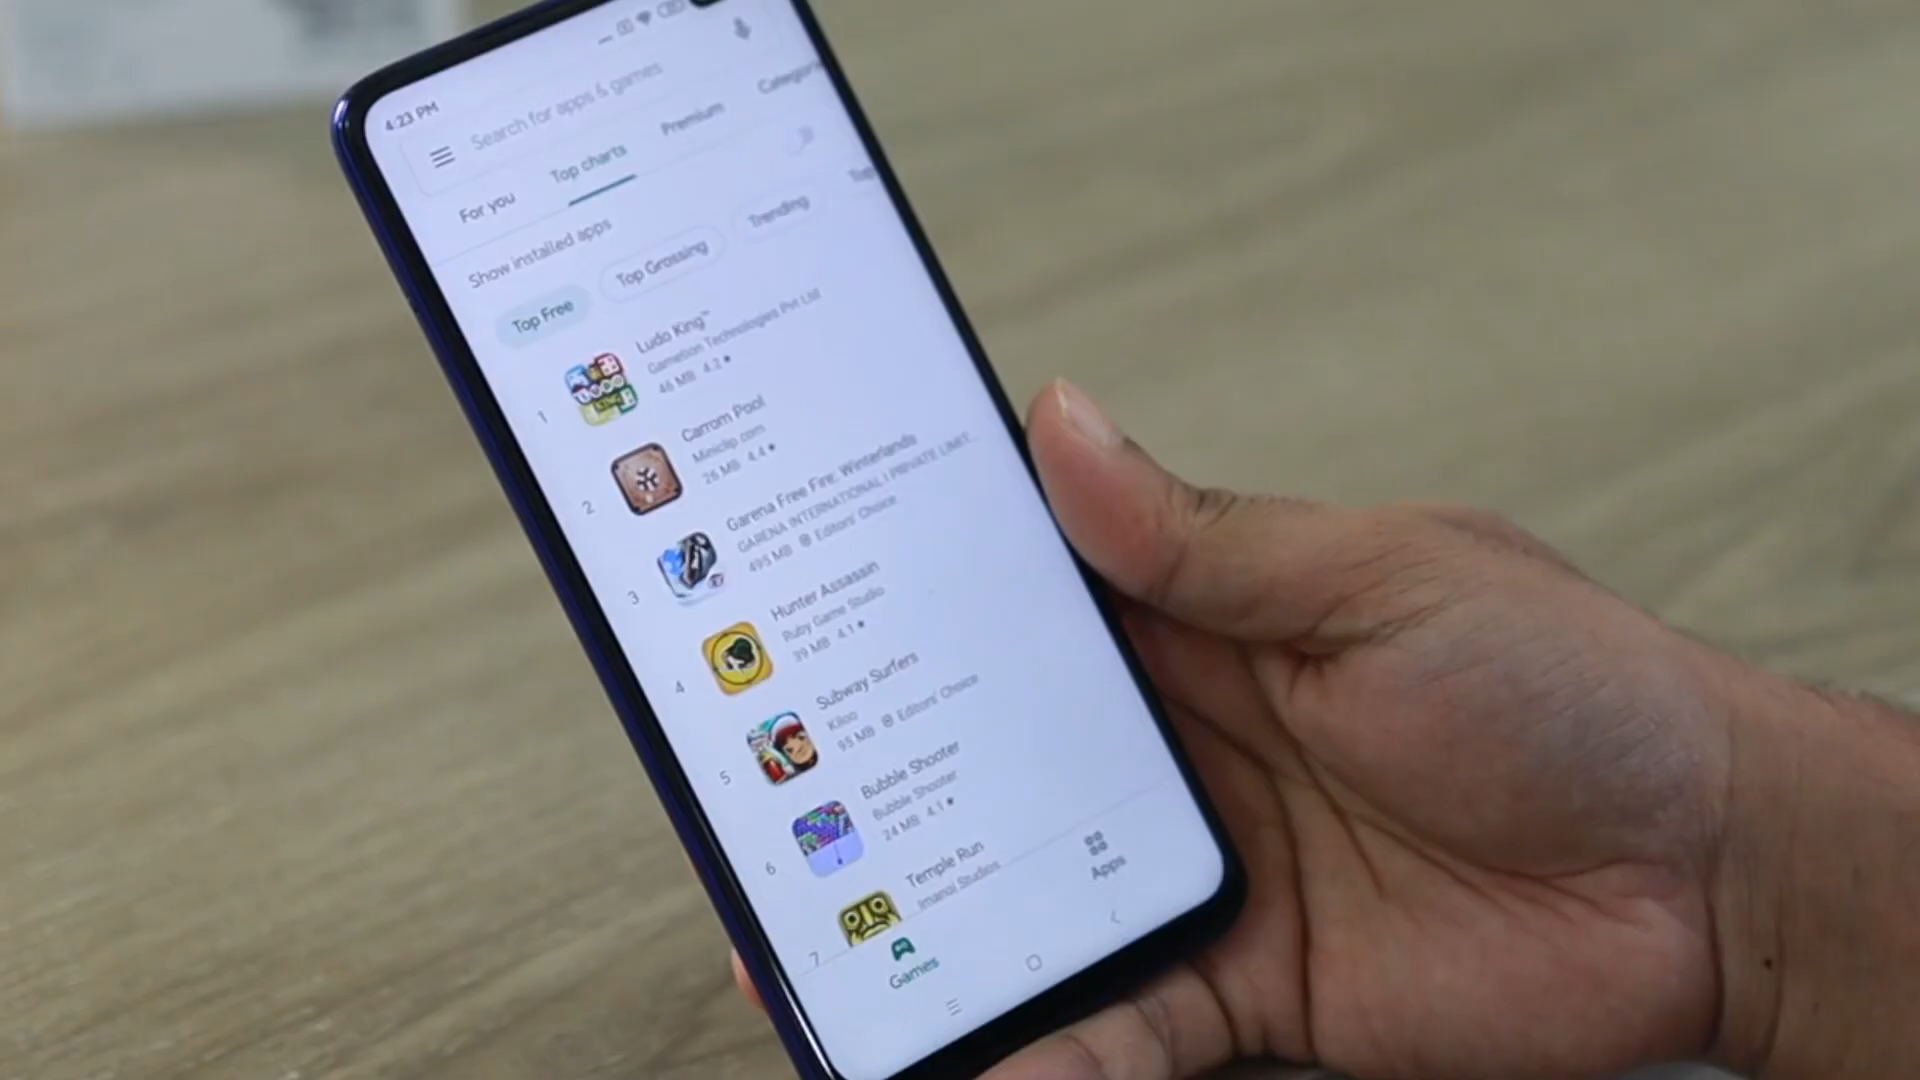 4:23 PM
Search for apps & games
For you
Top charts
Premium
Show installed apps
Top Free
Top Grossing
Trending
1
Ludo King™
Gametion Technologies Pvt Ltd
46 MB 4.2★
2
Carrom Pool
Miniclip.com
26 MB 4.4★
3
Garena Free Fire: Winterlands
GARENA INTERNATIONAL I PRIVATE LIMIT...
495 MB Editors' Choice
4
Hunter Assassin
Ruby Game Studio
39 MB 4.1★
5
Subway Surfers
Kiloo
95 MB Editors' Choice
6
Bubble Shooter
Bubble Shooter
24 MB 4.1★
7
Temple Run
Imangi Studios
Games
Apps